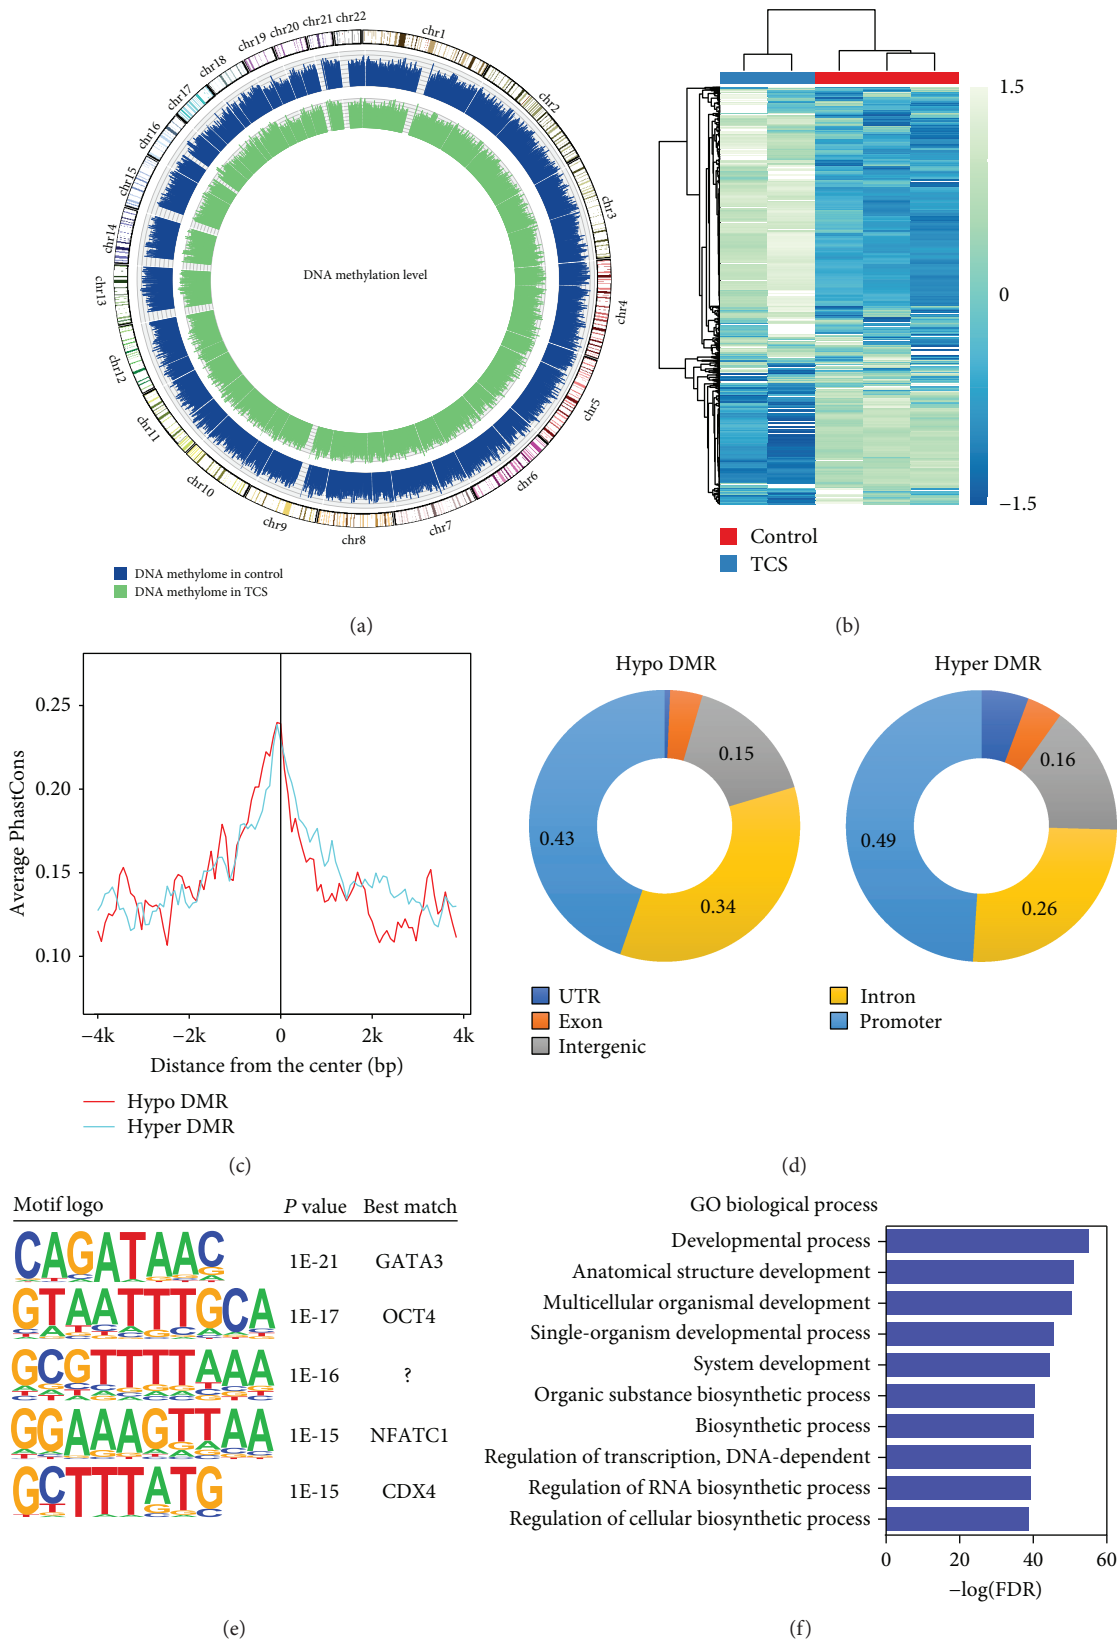 chr1
chr2
chr3
chr4
chr5
chr6
chr7
chr8
chr9
chr10
chr11
chr12
chr13
chr14
chr15
chr16
chr17
chr18
chr19
chr20
chr21
chr22
DNA methylation level
DNA methylome in control
DNA methylome in TCS
(a)
1.5
0
−1.5
Control
TCS
(b)
Average PhastCons
0.25
0.20
0.15
0.10
−4k −2k 0 2k 4k
Distance from the center (bp)
Hypo DMR
Hyper DMR
(c)
Hypo DMR
0.15
0.43
0.34
Hyper DMR
0.16
0.49
0.26
UTR
Exon
Intergenic
Intron
Promoter
(d)
Motif logo P value Best match
CAGATAAC 1E-21 GATA3
GTAATTTGCA 1E-17 OCT4
GCGTTTTAAA 1E-16 ?
GGAAAGTTAA 1E-15 NFATC1
GCTTTATG 1E-15 CDX4
(e)
GO biological process
Developmental process
Anatomical structure development
Multicellular organismal development
Single-organism developmental process
System development
Organic substance biosynthetic process
Biosynthetic process
Regulation of transcription, DNA-dependent
Regulation of RNA biosynthetic process
Regulation of cellular biosynthetic process
0 20 40 60
−log(FDR)
(f)